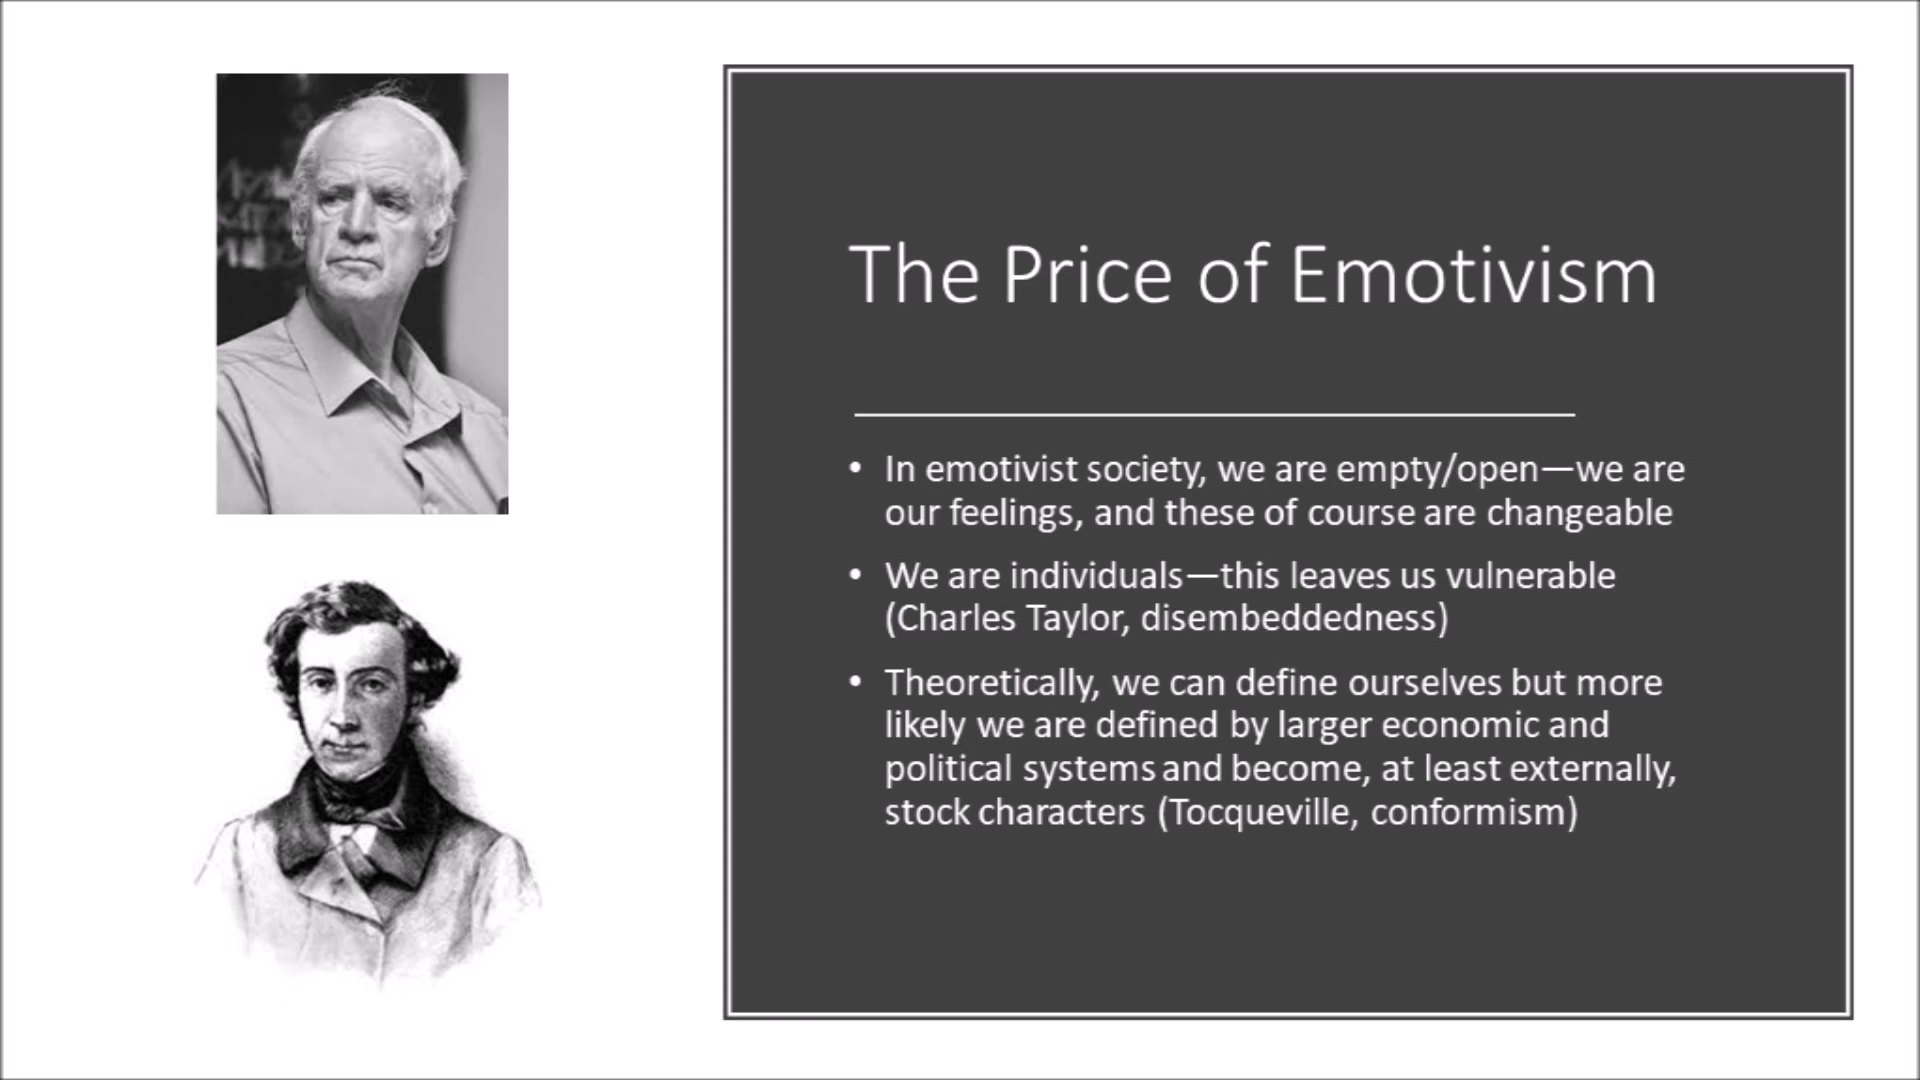 The Price of Emotivism
• In emotivist society, we are empty/open—we are
our feelings, and these of course are changeable
• We are individuals—this leaves us vulnerable
(Charles Taylor, disembeddedness)
• Theoretically, we can define ourselves but more
likely we are defined by larger economic and
political systems and become, at least externally,
stock characters (Tocqueville, conformism)